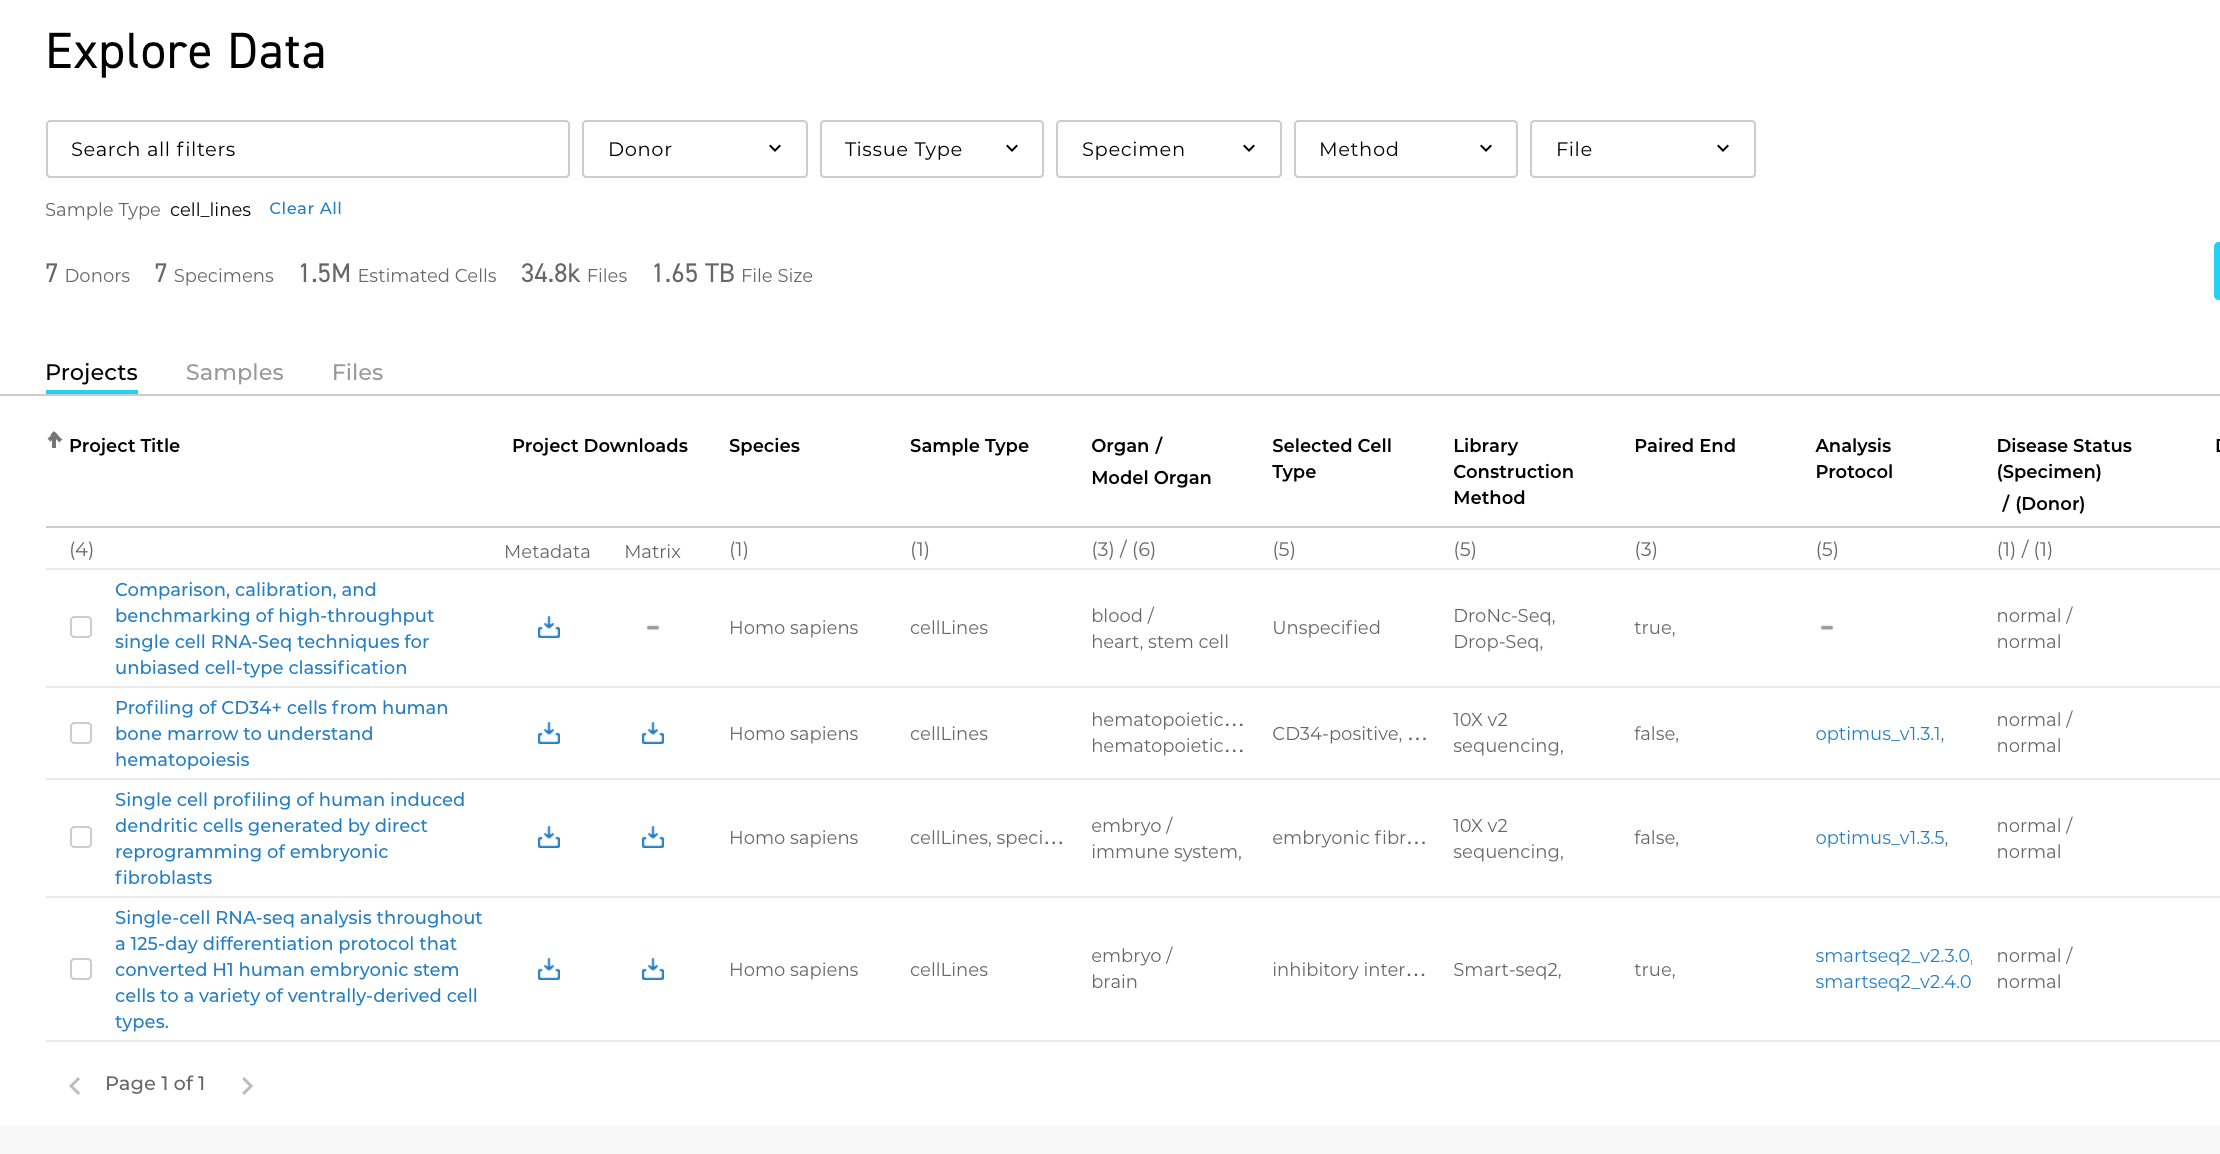 Explore Data
Search all filters
Donor
Tissue Type
Specimen
Method
File
Sample Type cell_lines Clear All
7 Donors 7 Specimens 1.5M Estimated Cells 34.8k Files 1.65 TB File Size
Projects Samples Files
Project Title
Project Downloads
Species
Sample Type
Organ /
Model Organ
Selected Cell
Type
Library
Construction
Method
Paired End
Analysis
Protocol
Disease Status
(Specimen)
/ (Donor)
(4) Metadata Matrix (1) (1) (3) / (6) (5) (5) (3) (5) (1) / (1)
Comparison, calibration, and
benchmarking of high-throughput
single cell RNA-Seq techniques for
unbiased cell-type classification
–
Homo sapiens
cellLines
blood /
heart, stem cell
Unspecified
DroNc-Seq,
Drop-Seq,
true,
–
normal /
normal
Profiling of CD34+ cells from human
bone marrow to understand
hematopoiesis
Homo sapiens
cellLines
hematopoietic...
hematopoietic...
CD34-positive, ...
10X v2
sequencing,
false,
optimus_v1.3.1,
normal /
normal
Single cell profiling of human induced
dendritic cells generated by direct
reprogramming of embryonic
fibroblasts
Homo sapiens
cellLines, speci...
embryo /
immune system,
embryonic fibr...
10X v2
sequencing,
false,
optimus_v1.3.5,
normal /
normal
Single-cell RNA-seq analysis throughout
a 125-day differentiation protocol that
converted H1 human embryonic stem
cells to a variety of ventrally-derived cell
types.
Homo sapiens
cellLines
embryo /
brain
inhibitory inter...
Smart-seq2,
true,
smartseq2_v2.3.0,
smartseq2_v2.4.0
normal /
normal
Page 1 of 1